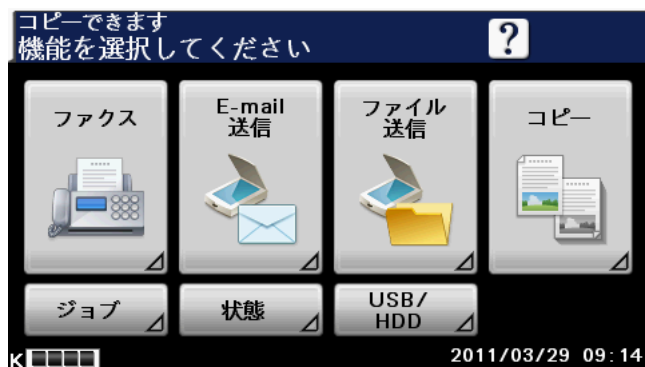 コピーできます
機能を選択してください
?
ファクス
E-mail
送信
ファイル
送信
コピー
ジョブ
状態
USB/
HDD
K
2011/03/29 09:14